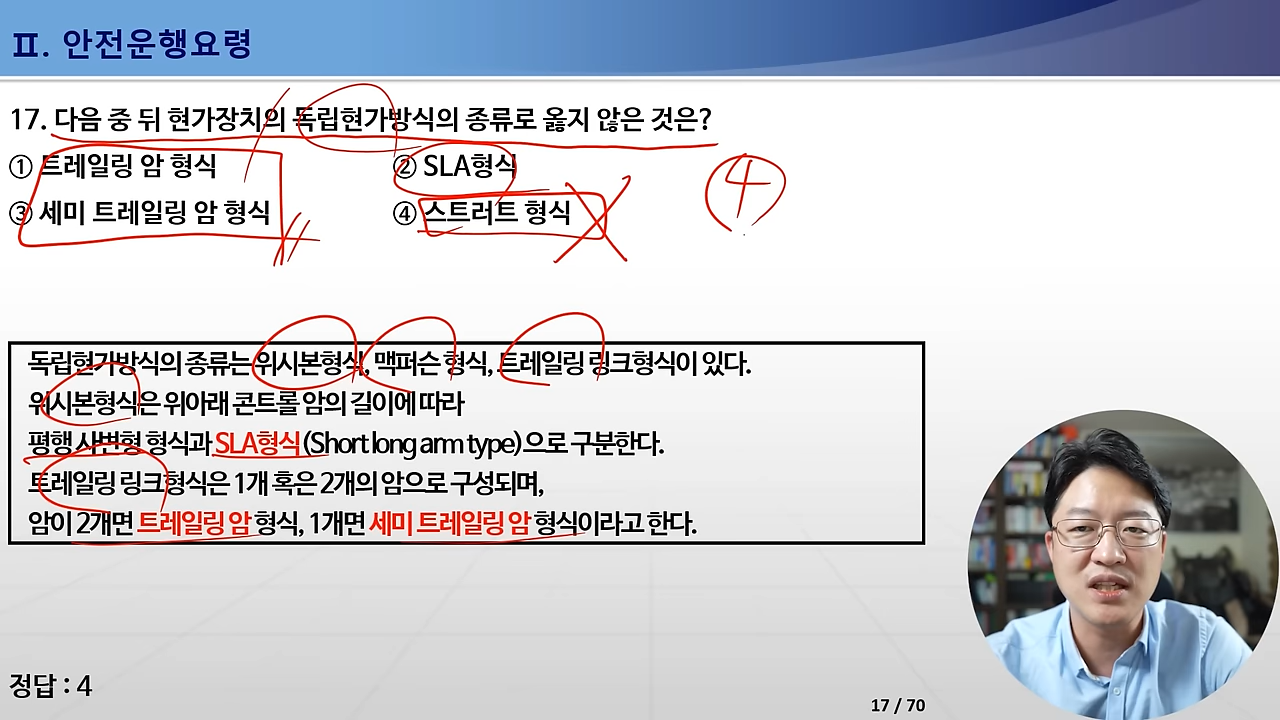 Ⅱ. 안전운행요령
17. 다음 중 뒤 현가장치의 독립현가방식의 종류로 옳지 않은 것은?
① 트레일링 암 형식 ② SLA형식
③ 세미 트레일링 암 형식 ④ 스트러트 형식
4
독립현가방식의 종류는 위시본형식, 맥퍼슨 형식, 트레일링 링크형식이 있다.
위시본형식은 위아래 콘트롤 암의 길이에 따라
평행 사변형 형식과 SLA형식(Short long arm type)으로 구분한다.
트레일링 링크형식은 1개 혹은 2개의 암으로 구성되며,
암이 2개면 트레일링 암 형식, 1개면 세미 트레일링 암 형식이라고 한다.
정답 : 4
17 / 70